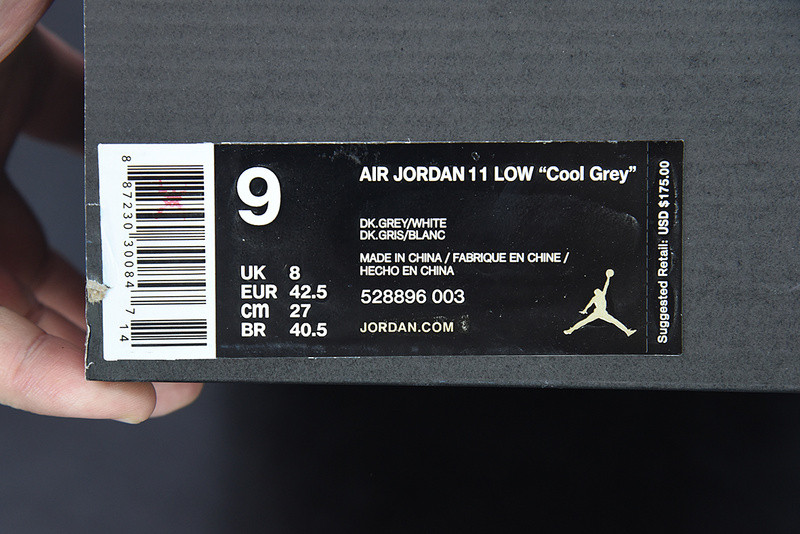 8 87230 30084 7 14
9
UK 8
EUR 42.5
cm 27
BR 40.5
AIR JORDAN 11 LOW “Cool Grey”
DK.GREY/WHITE
DK.GRIS/BLANC
MADE IN CHINA / FABRIQUE EN CHINE /
HECHO EN CHINA
528896 003
JORDAN.COM
Suggested Retail: USD $175.00